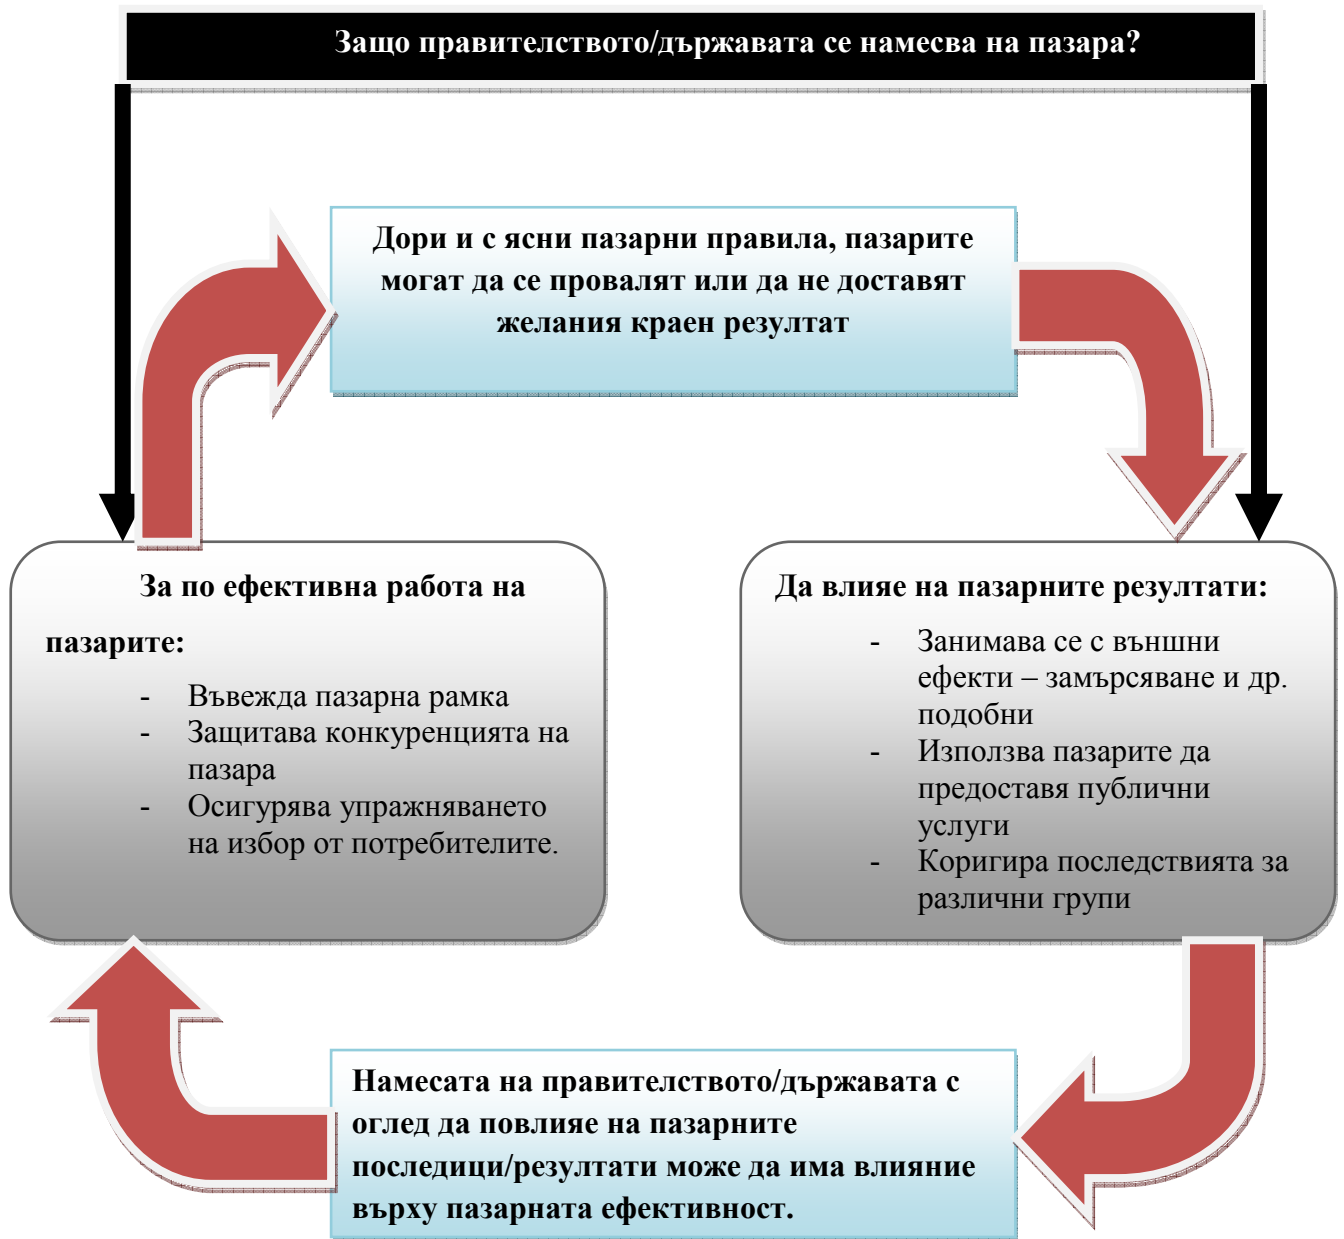 Защо правителството/държавата се намесва на пазара?
Дори и с ясни пазарни правила, пазарите
могат да се провалят или да не доставят
желания краен резултат
За по ефективна работа на
пазарите:
- Въвежда пазарна рамка
- Защитава конкуренцията на
пазара
- Осигурява упражняването
на избор от потребителите.
Да влияе на пазарните резултати:
- Занимава се с външни
ефекти – замърсяване и др.
подобни
- Използва пазарите да
предоставя публични
услуги
- Коригира последствията за
различни групи
Намесата на правителството/държавата с
оглед да повлияе на пазарните
последици/резултати може да има влияние
върху пазарната ефективност.